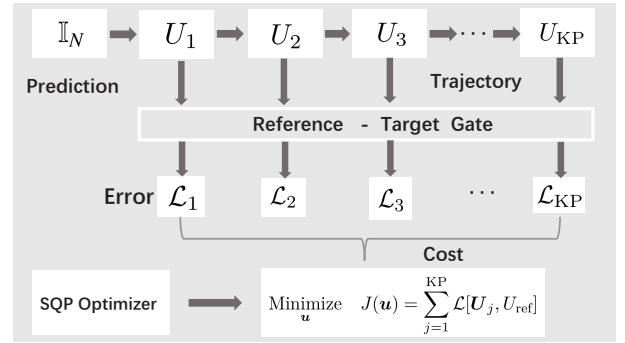 𝕀_N U_1 U_2 U_3 ··· U_KP
Prediction Trajectory
Reference - Target Gate
Error ℒ_1 ℒ_2 ℒ_3 ··· ℒ_KP
Cost
SQP Optimizer Minimize_𝒖 J(𝒖) = ∑_{j=1}^{KP} ℒ[𝑼_j, U_ref]